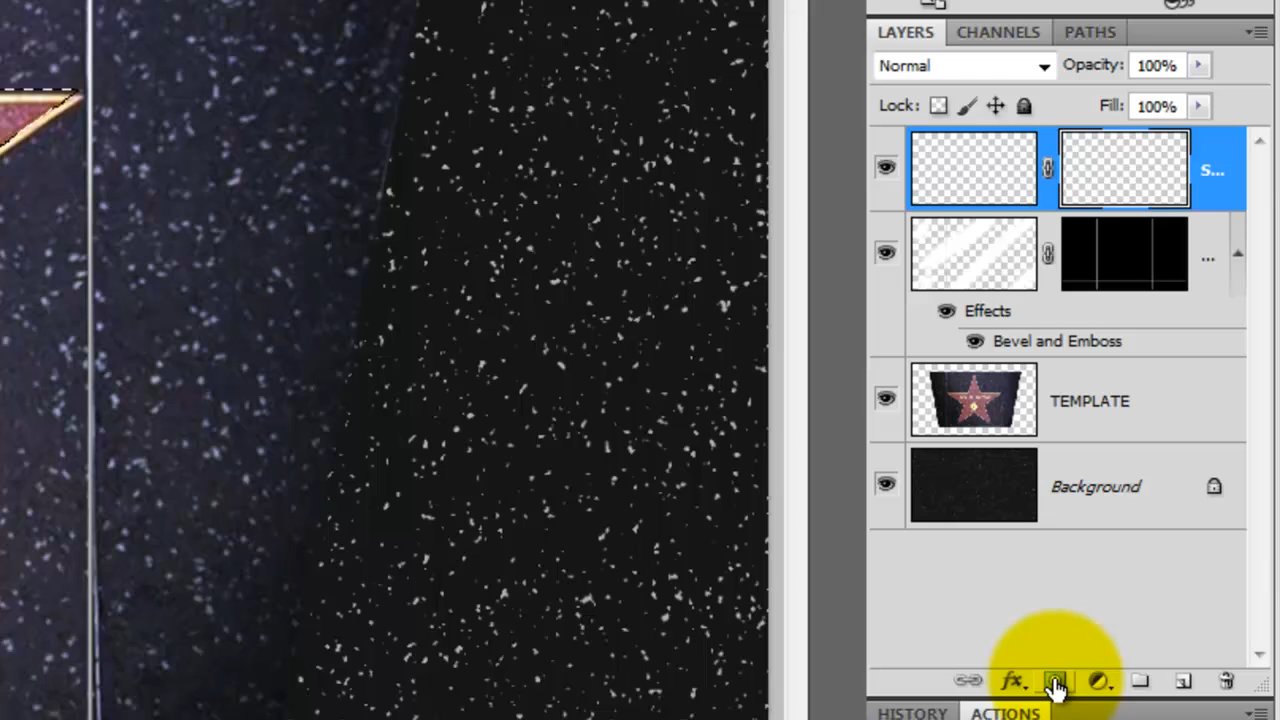 LAYERS CHANNELS PATHS
Normal Opacity: 100%
Lock: Fill: 100%
S...
...
Effects
Bevel and Emboss
TEMPLATE
Background
fx
HISTORY ACTIONS